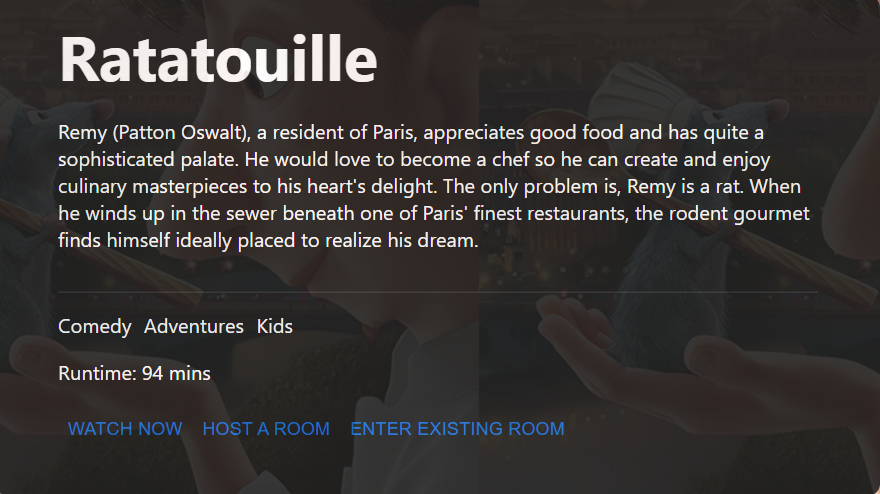 Ratatouille
Remy (Patton Oswalt), a resident of Paris, appreciates good food and has quite a
sophisticated palate. He would love to become a chef so he can create and enjoy
culinary masterpieces to his heart's delight. The only problem is, Remy is a rat. When
he winds up in the sewer beneath one of Paris' finest restaurants, the rodent gourmet
finds himself ideally placed to realize his dream.
Comedy Adventures Kids
Runtime: 94 mins
WATCH NOW HOST A ROOM ENTER EXISTING ROOM